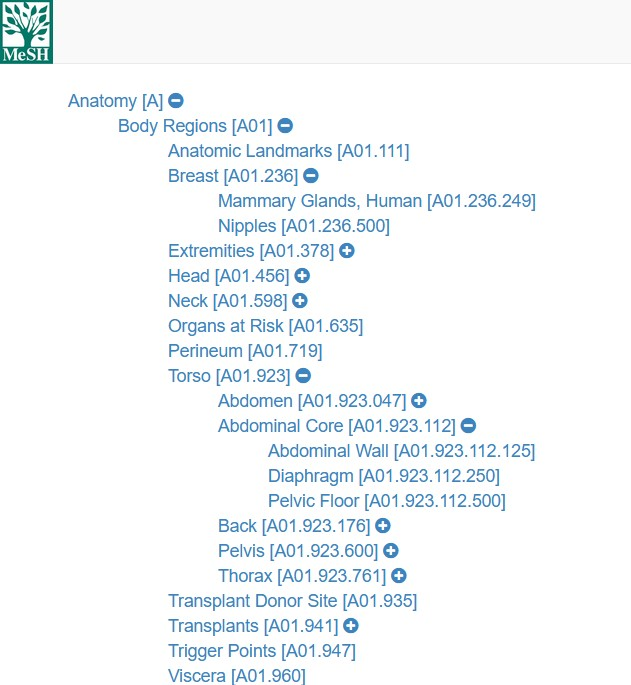 MeSH
Anatomy [A]
Body Regions [A01]
Anatomic Landmarks [A01.111]
Breast [A01.236]
Mammary Glands, Human [A01.236.249]
Nipples [A01.236.500]
Extremities [A01.378]
Head [A01.456]
Neck [A01.598]
Organs at Risk [A01.635]
Perineum [A01.719]
Torso [A01.923]
Abdomen [A01.923.047]
Abdominal Core [A01.923.112]
Abdominal Wall [A01.923.112.125]
Diaphragm [A01.923.112.250]
Pelvic Floor [A01.923.112.500]
Back [A01.923.176]
Pelvis [A01.923.600]
Thorax [A01.923.761]
Transplant Donor Site [A01.935]
Transplants [A01.941]
Trigger Points [A01.947]
Viscera [A01.960]